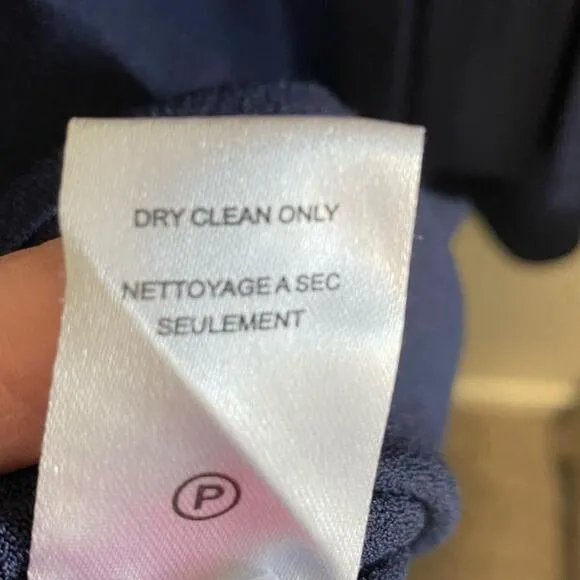 DRY CLEAN ONLY
NETTOYAGE A SEC
SEULEMENT
P